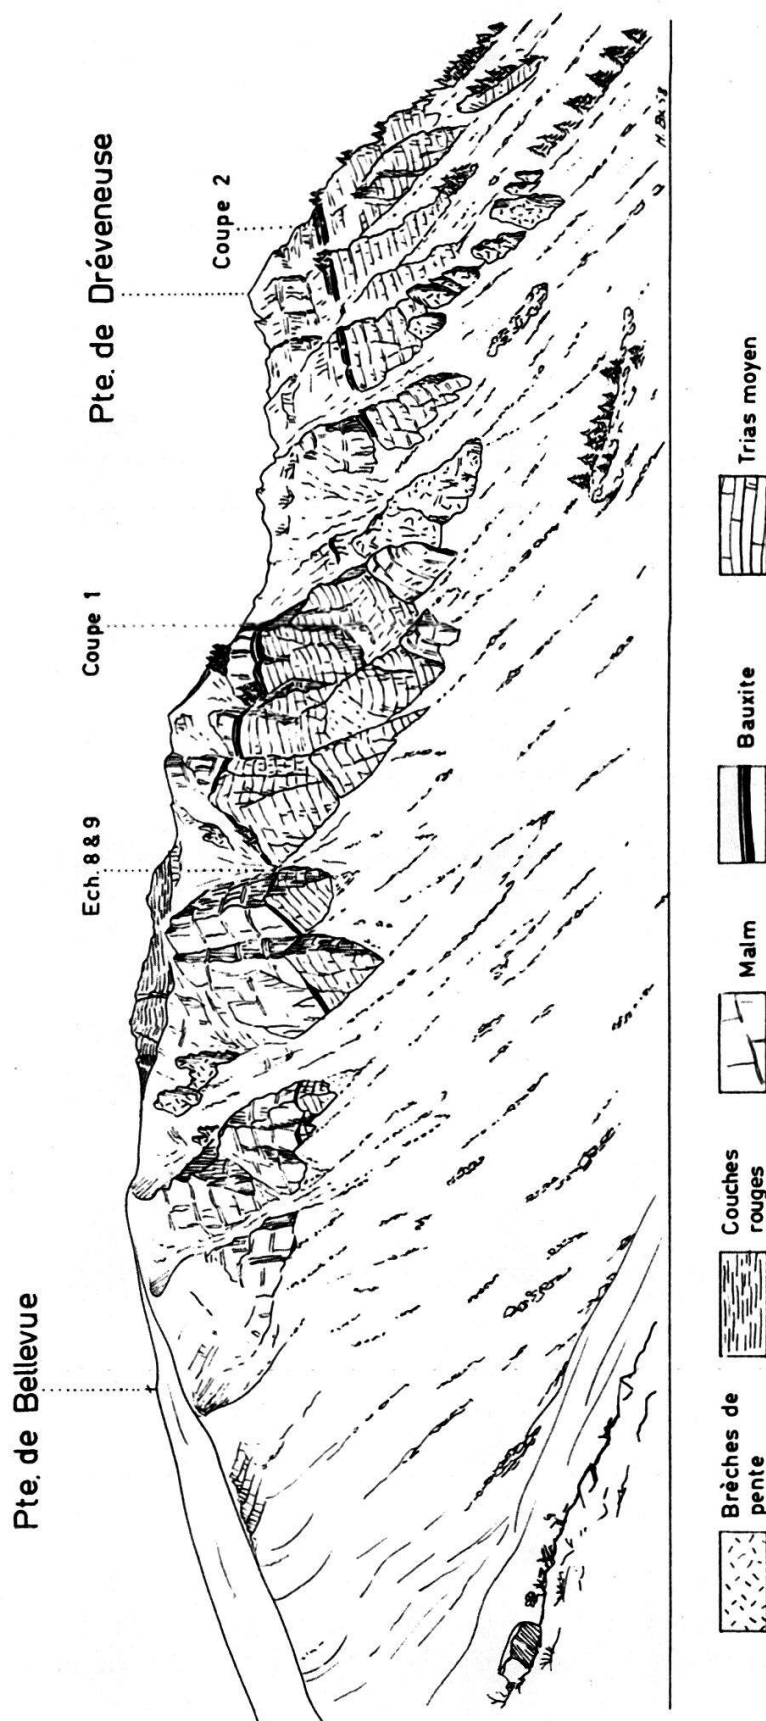 Pte. de Bellevue
Ech. 8 & 9
Coupe 1
Pte. de Dréveneuse
Coupe 2
Brèches de
pente
Couches
rouges
Malm
Bauxite
Trias moyen